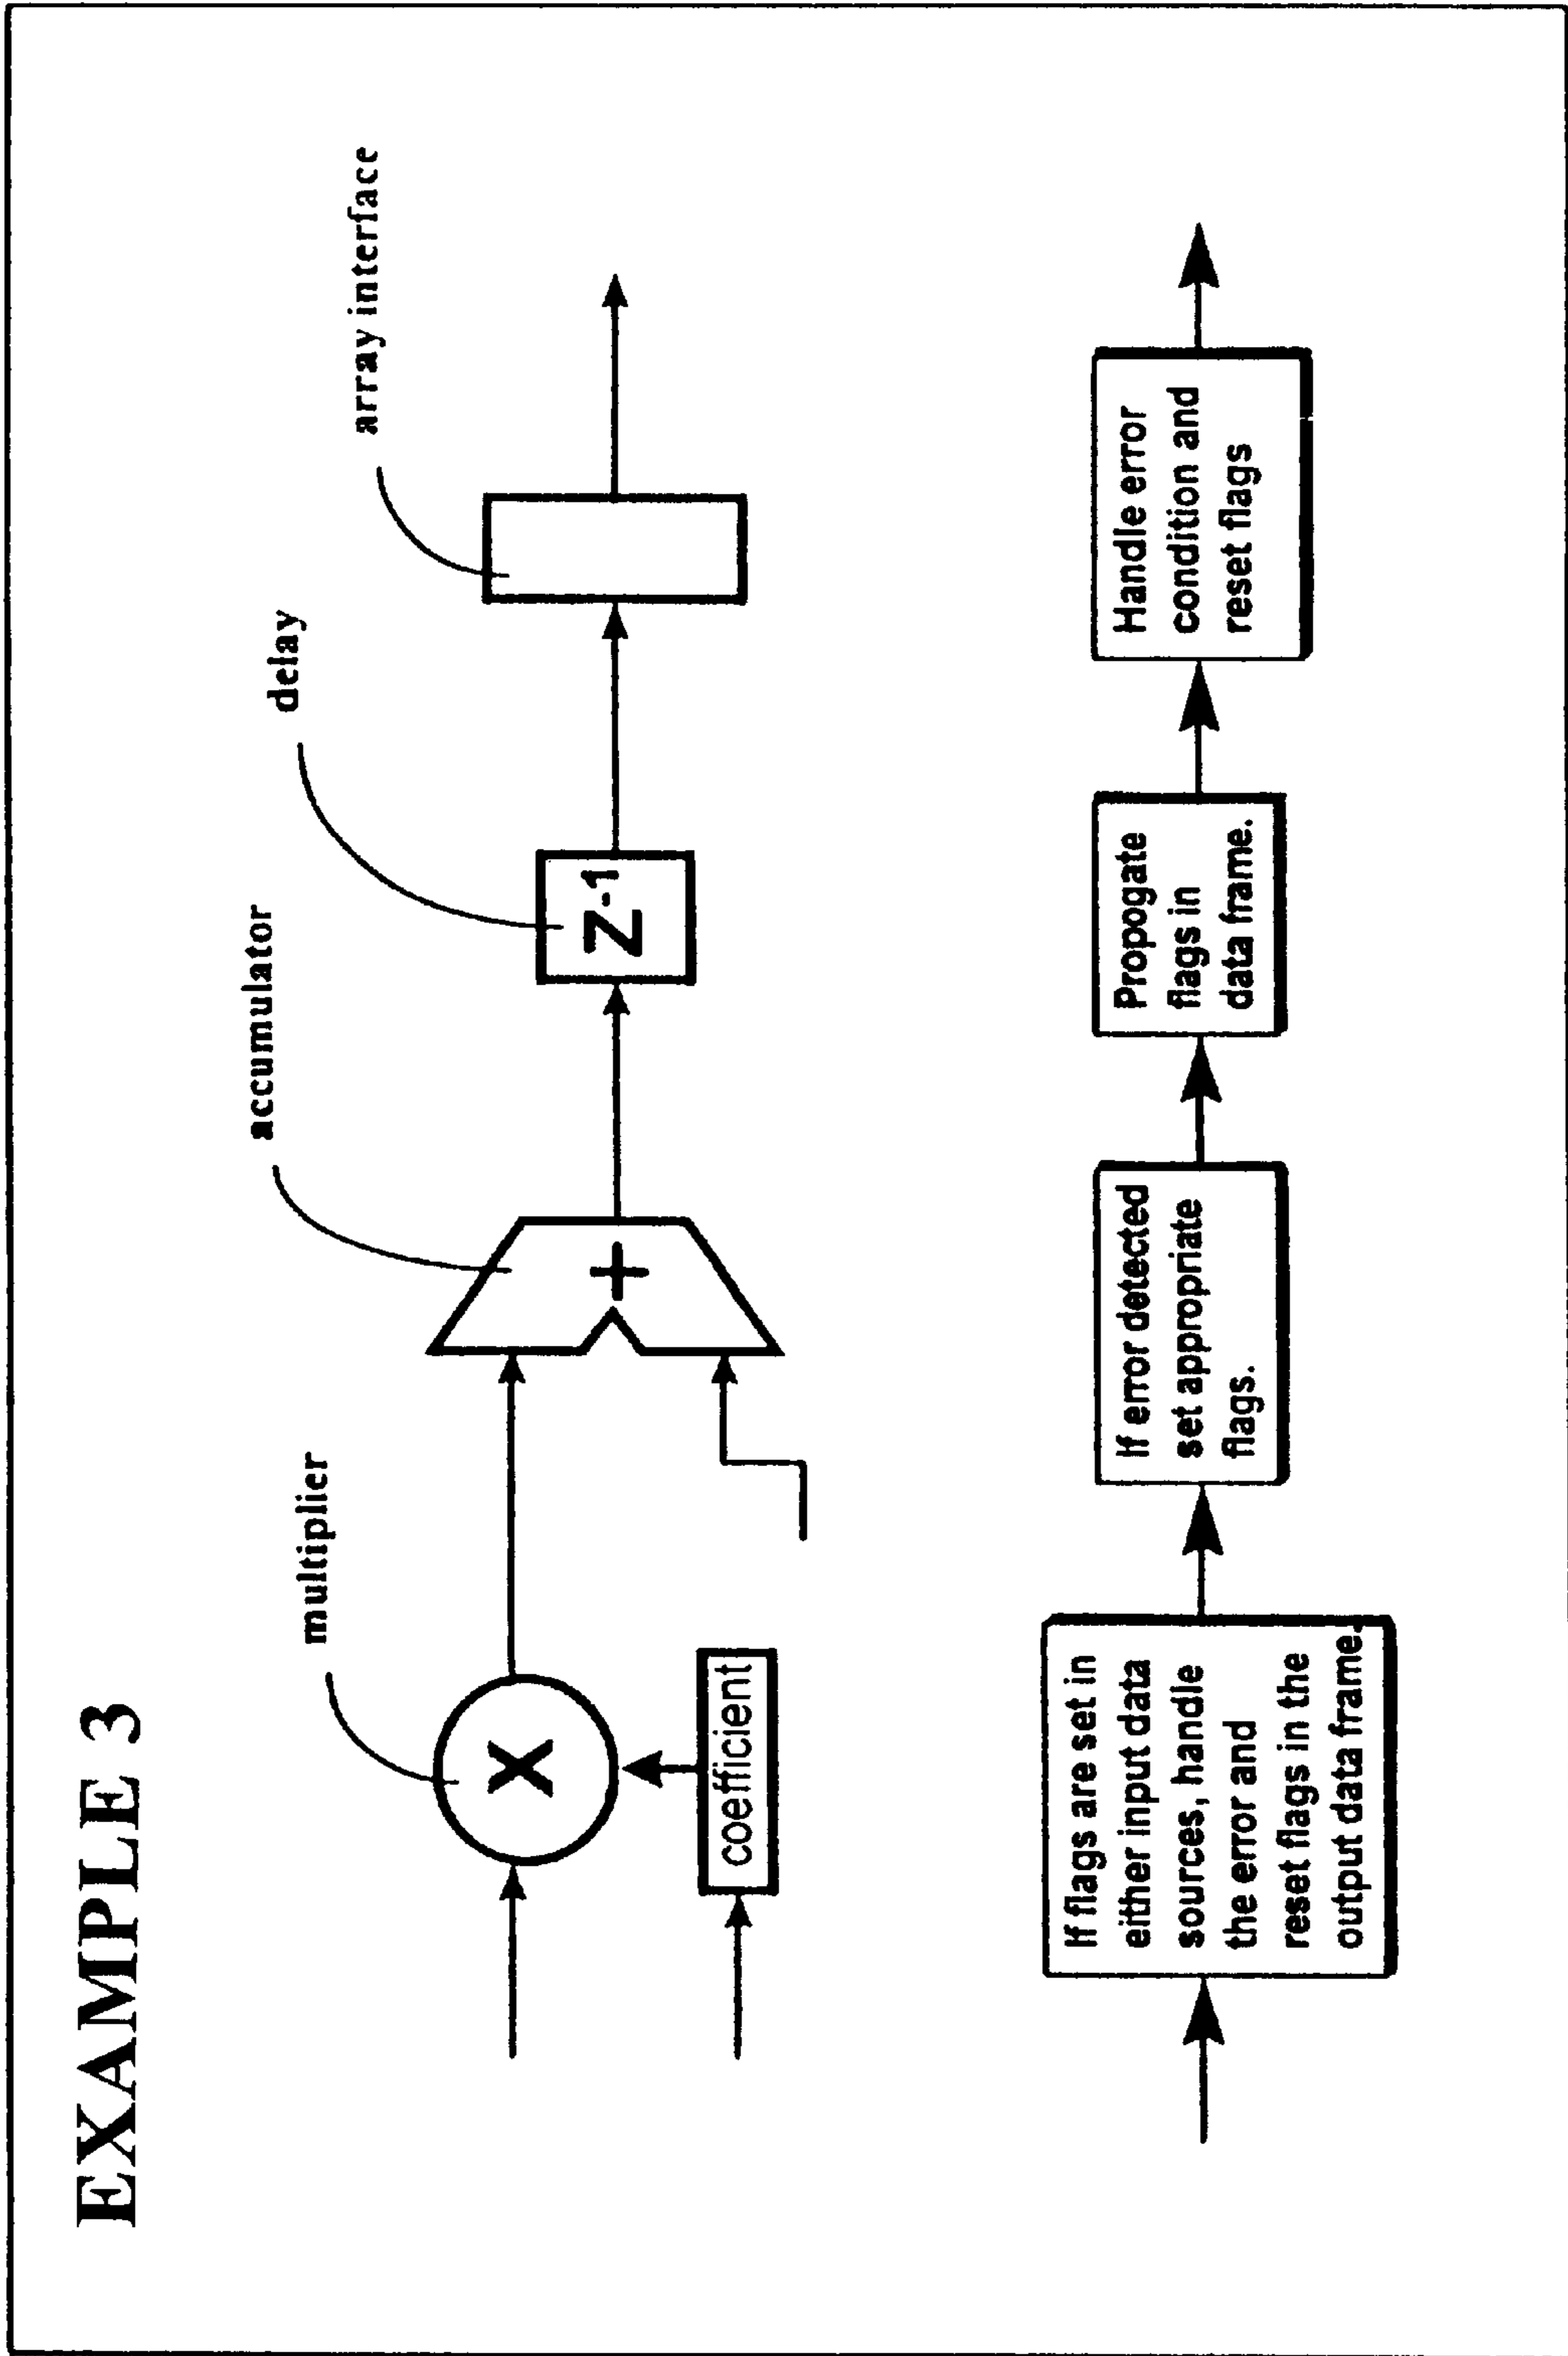 EXAMPLE 3
multiplier
accumulator
delay
array interface
X
+
Z-1
coefficient
If flags are set in
either input data
sources, handle
the error and
reset flags in the
output data frame.
If error detected
set appropriate
flags.
Propogate
flags in
data frame.
Handle error
condition and
reset flags